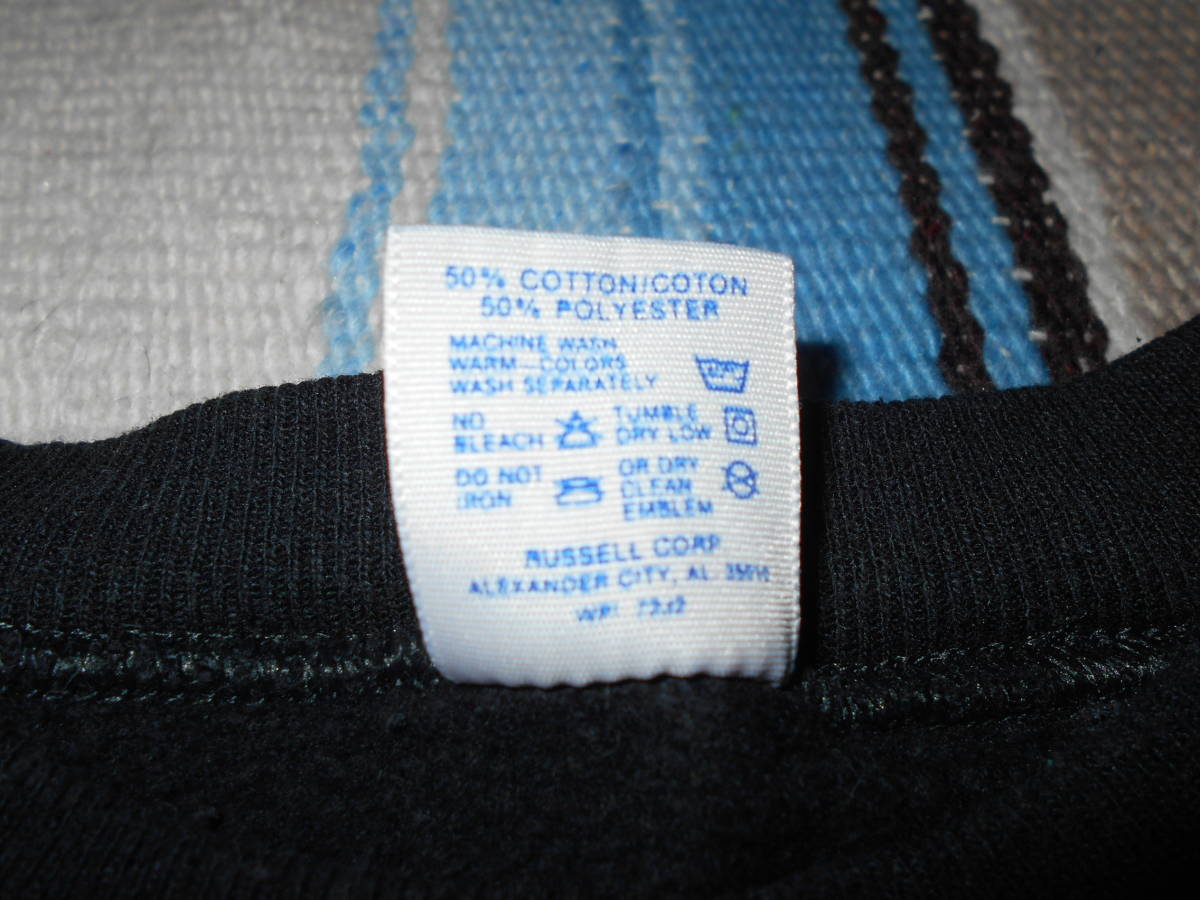 50% COTTON/COTON
50% POLYESTER
MACHINE WASH
WARM-COLORS
WASH SEPARATELY
NO
BLEACH
TUMBLE
DRY LOW
DO NOT
IRON
OR DRY
CLEAN
EMBLEM
RUSSELL CORP
ALEXANDER CITY, AL